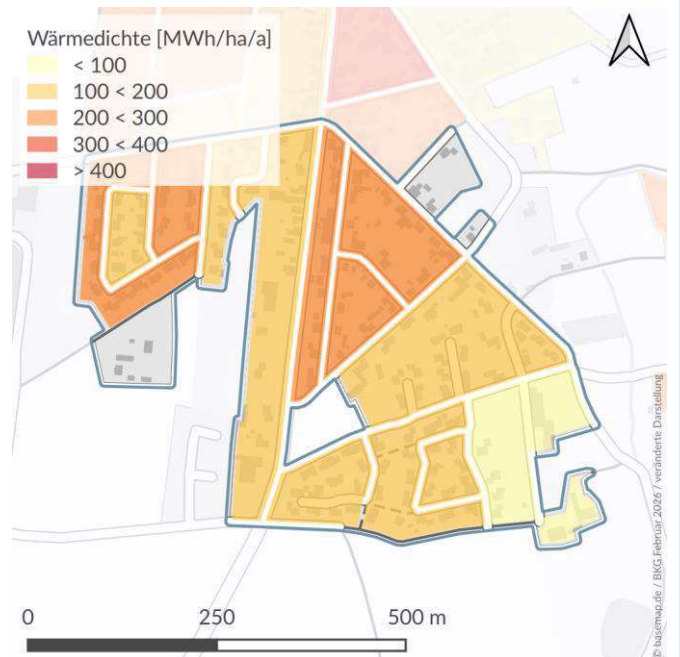 Wärmedichte [MWh/ha/a]
< 100
100 < 200
200 < 300
300 < 400
> 400
0 250 500 m
© basemap.de / BKG Februar 2026 / veränderte Darstellung